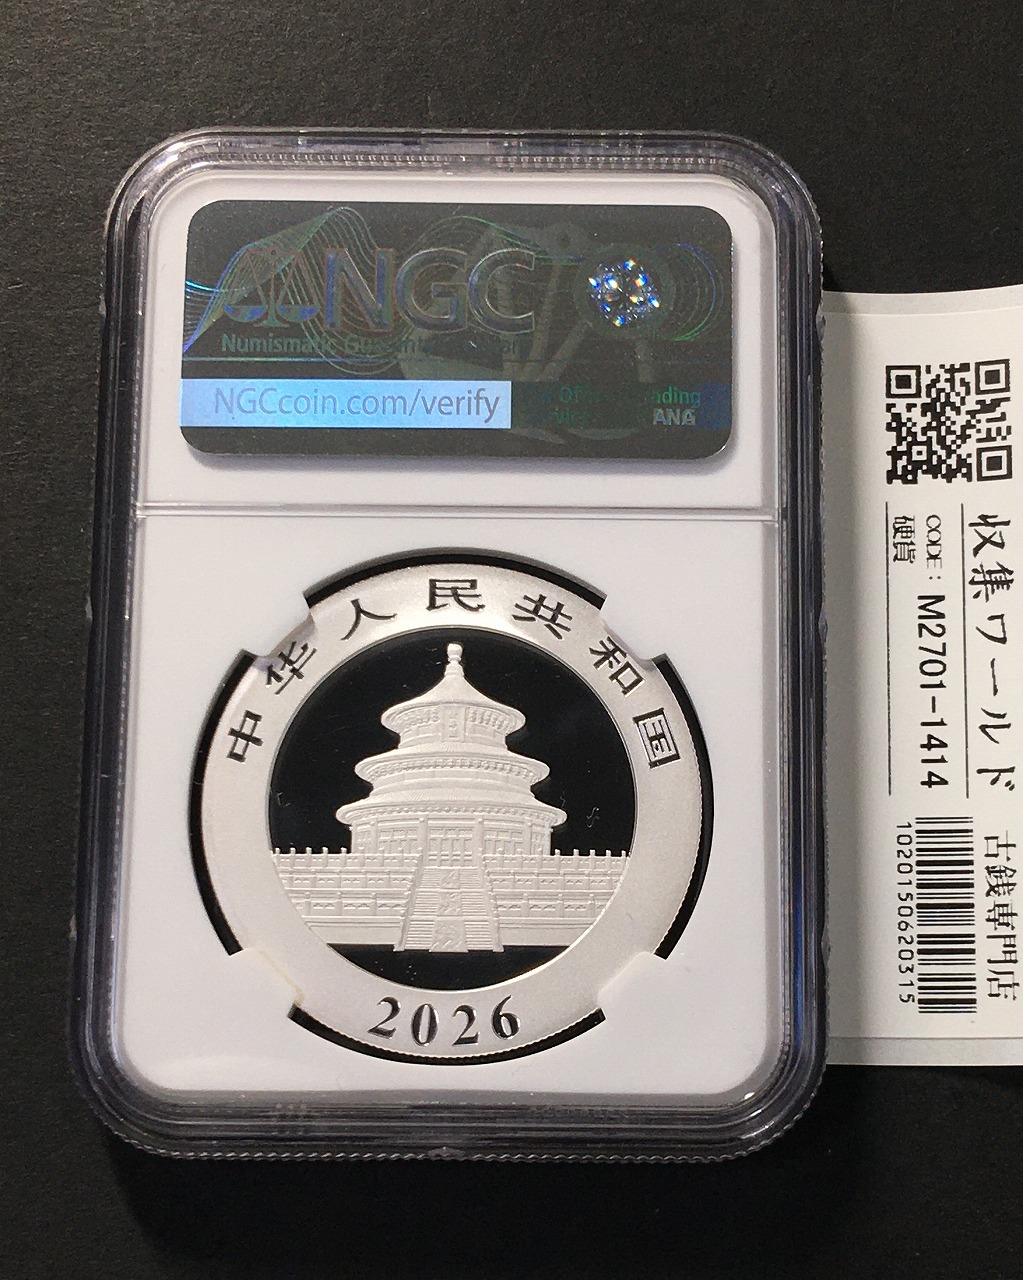 NGC
Numismatic Guaranty
NGCcoin.com/verify
ANA
中华人民共和国
2026
収集ワールド 古銭専門店
CODE: M2701-1414
硬貨
1020150620315